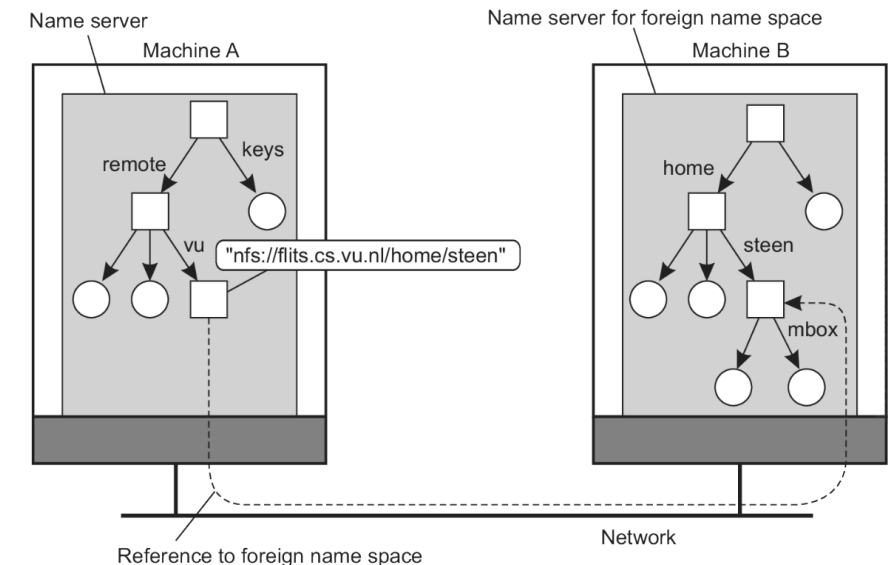 Name server
Name server for foreign name space
Machine A
Machine B
keys
remote
home
vu
"nfs://flits.cs.vu.nl/home/steen"
steen
mbox
Network
Reference to foreign name space